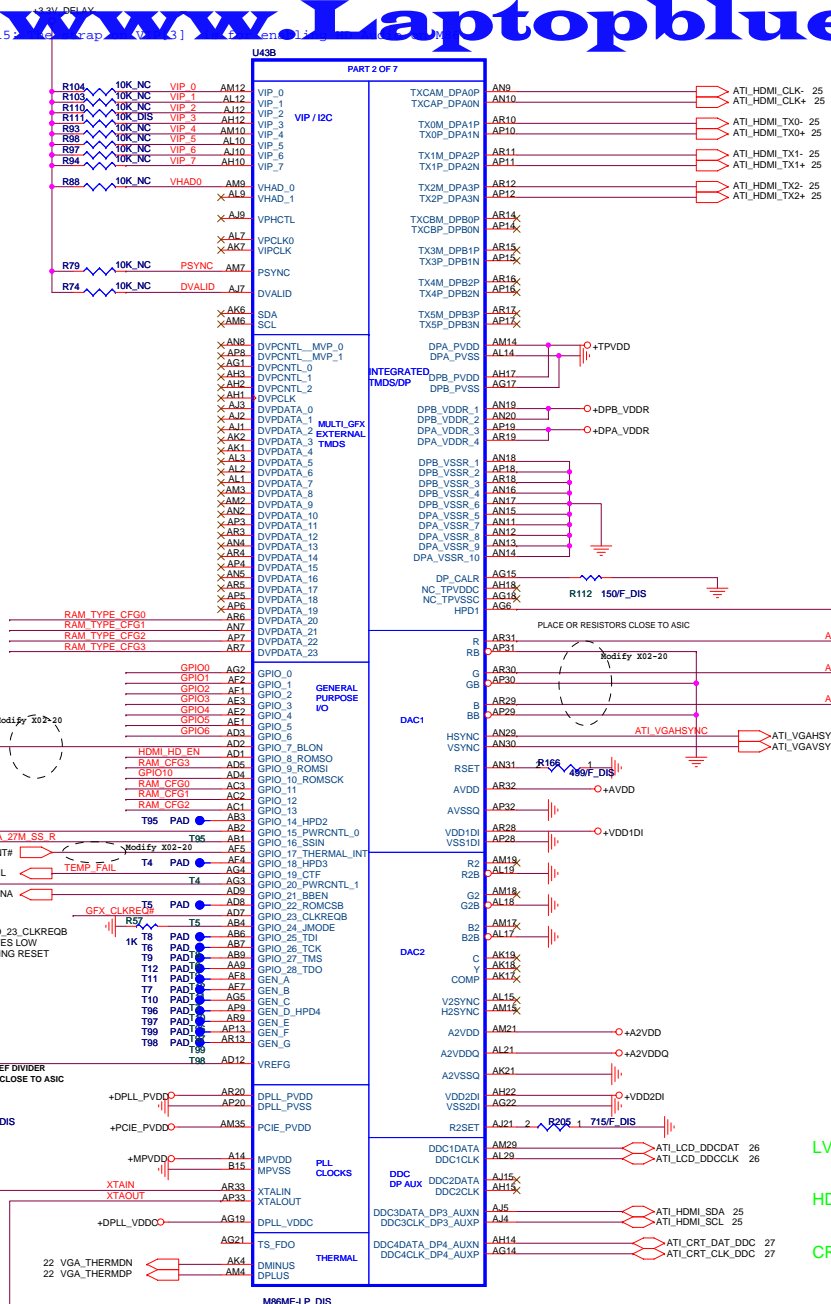 +3.3V_DELAY
www.Laptopblue
U43B
PART 2 OF 7
R104 10K_NC VIP_0 AM12 VIP_0
R103 10K_NC VIP_1 AL12 VIP_1
R110 10K_NC VIP_2 AJ12 VIP_2
R111 10K_DIS VIP_3 AH12 VIP_3
R93 10K_NC VIP_4 AM10 VIP_4
R98 10K_NC VIP_5 AL10 VIP_5
R97 10K_NC VIP_6 AJ10 VIP_6
R94 10K_NC VIP_7 AH10 VIP_7
VIP / I2C
R88 10K_NC VHAD0 AM9 VHAD_0
AL9 VHAD_1
AJ9 VPHCTL
AL7 VPCLK0
AK7 VIPCLK
R79 10K_NC PSYNC AM7 PSYNC
R74 10K_NC DVALID AJ7 DVALID
AK6 SDA
AM6 SCL
AN8 DVPCNTL__MVP_0
AP8 DVPCNTL__MVP_1
AG1 DVPCNTL_0
AH3 DVPCNTL_1
AH2 DVPCNTL_2
AH1 DVPCLK
AJ3 DVPDATA_0
AJ2 DVPDATA_1
AJ1 DVPDATA_2
AK2 DVPDATA_3
AK1 DVPDATA_4
AL3 DVPDATA_5
AL2 DVPDATA_6
AL1 DVPDATA_7
AM3 DVPDATA_8
AM2 DVPDATA_9
AN2 DVPDATA_10
AP3 DVPDATA_11
AR3 DVPDATA_12
AN4 DVPDATA_13
AR4 DVPDATA_14
AP4 DVPDATA_15
AN5 DVPDATA_16
AR5 DVPDATA_17
AP5 DVPDATA_18
AP6 DVPDATA_19
RAM_TYPE_CFG0 AR6 DVPDATA_20
RAM_TYPE_CFG1 AN7 DVPDATA_21
RAM_TYPE_CFG2 AP7 DVPDATA_22
RAM_TYPE_CFG3 AR7 DVPDATA_23
MULTI_GFX
EXTERNAL
TMDS
GPIO0 AG2 GPIO_0
GPIO1 AF2 GPIO_1
GPIO2 AF1 GPIO_2
GPIO3 AE3 GPIO_3
GPIO4 AE2 GPIO_4
GPIO5 AE1 GPIO_5
GPIO6 AD3 GPIO_6
AD2 GPIO_7_BLON
HDMI_HD_EN AD1 GPIO_8_ROMSO
RAM_CFG3 AD5 GPIO_9_ROMSI
GPIO10 AD4 GPIO_10_ROMSCK
RAM_CFG0 AC3 GPIO_11
RAM_CFG1 AC2 GPIO_12
RAM_CFG2 AC1 GPIO_13
T95 PAD AB3 GPIO_14_HPD2
AB2 GPIO_15_PWRCNTL_0
_27M_SS_R T95 AB1 GPIO_16_SSIN
NT# Modify X02-20 AF5 GPIO_17_THERMAL_INT
T4 PAD AF4 GPIO_18_HPD3
L TEMP_FAIL AG4 GPIO_19_CTF
T4 AG3 GPIO_20_PWRCNTL_1
NA AD9 GPIO_21_BBEN
T5 PAD AD8 GPIO_22_ROMCSB
GFX_CLKREQ# AD7 GPIO_23_CLKREQB
R57 1K T5 AB4 GPIO_24_JMODE
T8 PAD AB6 GPIO_25_TDI
T6 PAD AB7 GPIO_26_TCK
T9 PAD AB9 GPIO_27_TMS
T12 PAD AA9 GPIO_28_TDO
T11 PAD AF8 GEN_A
T7 PAD AF7 GEN_B
T10 PAD AG5 GEN_C
T96 PAD AP9 GEN_D_HPD4
T97 PAD AR9 GEN_E
T99 PAD AP13 GEN_F
T98 PAD AR13 GEN_G
T99
T98 AD12 VREFG
GENERAL
PURPOSE
I/O
Modify X02-20
O_23_CLKREQB
ES LOW
NG RESET
EF DIVIDER
CLOSE TO ASIC
DIS
+DPLL_PVDD AR20 DPLL_PVDD
AP20 DPLL_PVSS
+PCIE_PVDD AM35 PCIE_PVDD
+MPVDD A14 MPVDD
B15 MPVSS
PLL
CLOCKS
XTAIN AR33 XTALIN
XTAOUT AP33 XTALOUT
+DPLL_VDDC AG19 DPLL_VDDC
AG21 TS_FDO
THERMAL
22 VGA_THERMDN AK4 DMINUS
22 VGA_THERMDP AM4 DPLUS
M86ME-LP_DIS
TXCAM_DPA0P AN9 ATI_HDMI_CLK- 25
TXCAP_DPA0N AN10 ATI_HDMI_CLK+ 25
TX0M_DPA1P AR10 ATI_HDMI_TX0- 25
TX0P_DPA1N AP10 ATI_HDMI_TX0+ 25
TX1M_DPA2P AR11 ATI_HDMI_TX1- 25
TX1P_DPA2N AP11 ATI_HDMI_TX1+ 25
TX2M_DPA3P AR12 ATI_HDMI_TX2- 25
TX2P_DPA3N AP12 ATI_HDMI_TX2+ 25
TXCBM_DPB0P AR14
TXCBP_DPB0N AP14
TX3M_DPB1P AR15
TX3P_DPB1N AP15
TX4M_DPB2P AR16
TX4P_DPB2N AP16
TX5M_DPB3P AR17
TX5P_DPB3N AP17
INTEGRATED
TMDS/DP
DPA_PVDD AM14 +TPVDD
DPA_PVSS AL14
DPB_PVDD AH17
DPB_PVSS AG17
DPB_VDDR_1 AN19 +DPB_VDDR
DPB_VDDR_2 AN20
DPA_VDDR_3 AP19 +DPA_VDDR
DPA_VDDR_4 AR19
DPB_VSSR_1 AN18
DPB_VSSR_2 AP18
DPB_VSSR_3 AR18
DPB_VSSR_4 AN16
DPB_VSSR_5 AN17
DPA_VSSR_6 AN15
DPA_VSSR_7 AN11
DPA_VSSR_8 AN12
DPA_VSSR_9 AN13
DPA_VSSR_10 AN14
DP_CALR AG15 R112 150/F_DIS
NC_TPVDDC AH18
NC_TPVSSC AG18
HPD1 AG6
PLACE OR RESISTORS CLOSE TO ASIC
R AR31
RB AP31
Modify X02-20
G AR30
GB AP30
B AR29
BB AP29
DAC1
HSYNC AN29 ATI_VGAHSYNC ATI_VGAHSY
VSYNC AN30 ATI_VGAVSY
RSET AN31 2 R166 1 499/F_DIS
AVDD AR32 +AVDD
AVSSQ AP32
VDD1DI AR28 +VDD1DI
VSS1DI AP28
R2 AM19
R2B AL19
G2 AM18
G2B AL18
B2 AM17
B2B AL17
DAC2
C AK19
Y AK18
COMP AK17
V2SYNC AL15
H2SYNC AM15
A2VDD AM21 +A2VDD
A2VDDQ AL21 +A2VDDQ
A2VSSQ AK21
VDD2DI AH22 +VDD2DI
VSS2DI AG22
R2SET AJ21 2 R205 1 715/F_DIS
DDC1DATA AM29 ATI_LCD_DDCDAT 26
DDC1CLK AL29 ATI_LCD_DDCCLK 26
LV
DDC
DP AUX
DDC2DATA AJ15
DDC2CLK AH15
HD
DDC3DATA_DP3_AUXN AJ5 ATI_HDMI_SDA 25
DDC3CLK_DP3_AUXP AJ4 ATI_HDMI_SCL 25
DDC4DATA_DP4_AUXN AH14 ATI_CRT_DAT_DDC 27
DDC4CLK_DP4_AUXP AG14 ATI_CRT_CLK_DDC 27
CR